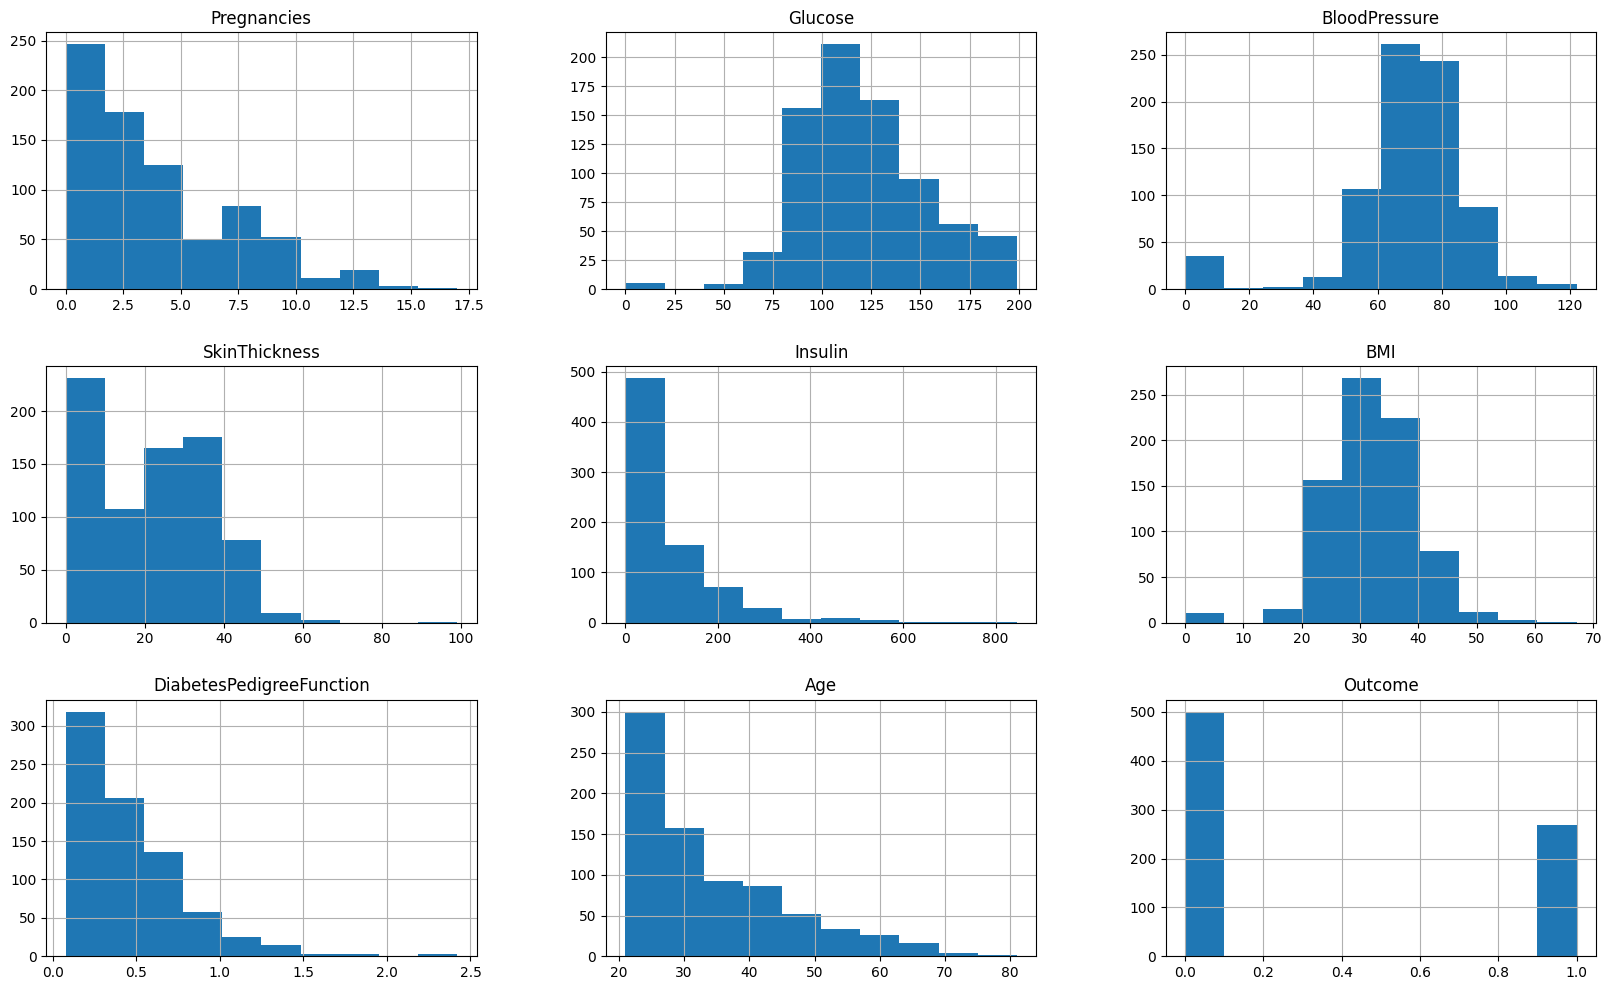 Pregnancies Glucose BloodPressure
250 200 150 100 50 0
0.0 2.5 5.0 7.5 10.0 12.5 15.0 17.5
200 175 150 125 100 75 50 25 0
0 25 50 75 100 125 150 175 200
250 200 150 100 50 0
0 20 40 60 80 100 120
SkinThickness Insulin BMI
200 150 100 50 0
0 20 40 60 80 100
500 400 300 200 100 0
0 200 400 600 800
250 200 150 100 50 0
0 10 20 30 40 50 60 70
DiabetesPedigreeFunction Age Outcome
300 250 200 150 100 50 0
0.0 0.5 1.0 1.5 2.0 2.5
300 250 200 150 100 50 0
20 30 40 50 60 70 80
500 400 300 200 100 0
0.0 0.2 0.4 0.6 0.8 1.0